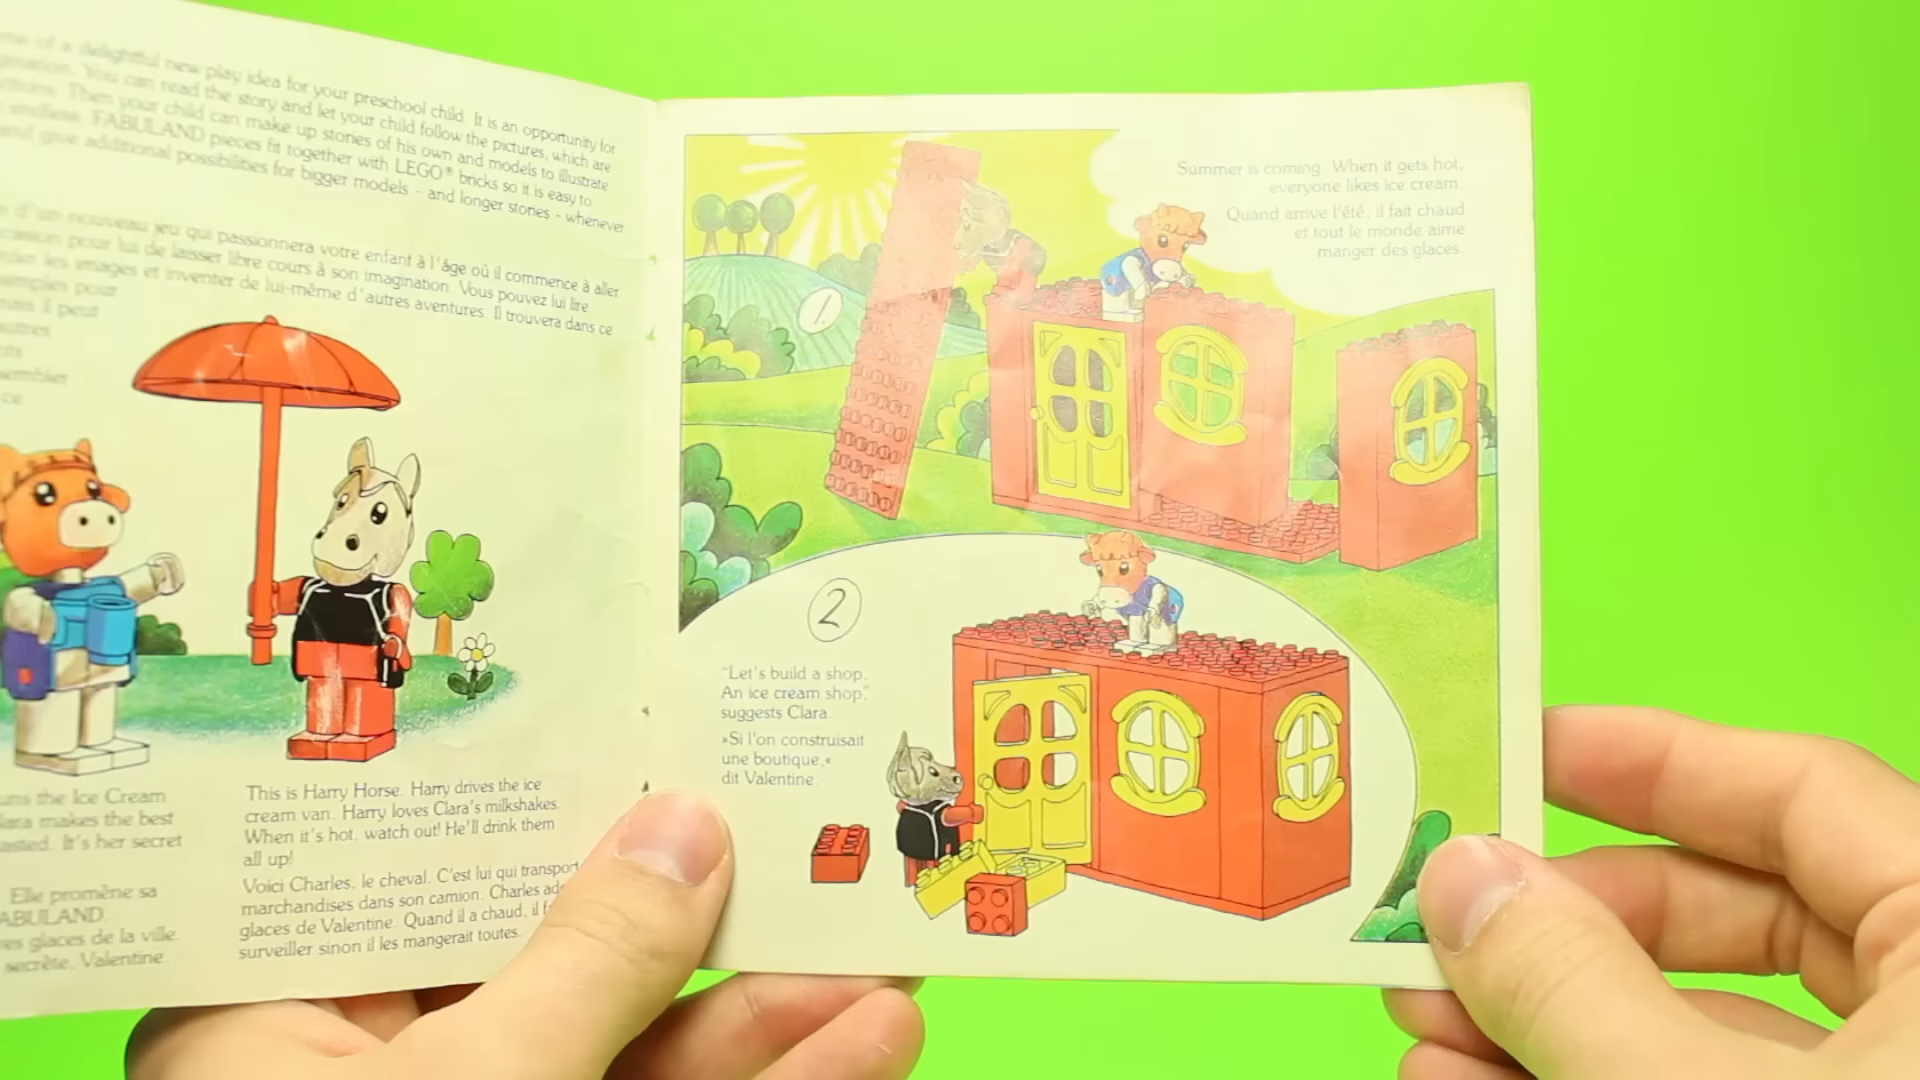 of a delightful new play idea for your preschool child. It is an opportunity for
You can read the story and let your child follow the pictures, which are
Then your child can make up stories of his own and models to illustrate
endless. FABULAND pieces fit together with LEGO® bricks so it is easy to
and give additional possibilities for bigger models - and longer stories - whenever
d'un nouveau jeu qui passionnera votre enfant à l'âge où il commence à aller
pour lui de laisser libre cours à son imagination. Vous pouvez lui lire
les images et inventer de lui-même d'autres aventures. Il trouvera dans ce
pour
mais il peut
ce
the Ice Cream
makes the best
It's her secret
Elle promène sa
glaces de la ville.
secrète, Valentine.
This is Harry Horse. Harry drives the ice
cream van. Harry loves Clara's milkshakes.
When it's hot, watch out! He'll drink them
all up!
Voici Charles, le cheval. C'est lui qui transport
marchandises dans son camion. Charles
glaces de Valentine. Quand il a chaud, il
surveiller sinon il les mangerait toutes.
Summer is coming. When it gets hot,
everyone likes ice cream.
Quand arrive l'été, il fait chaud
et tout le monde aime
manger des glaces.
1.
2
"Let's build a shop.
An ice cream shop,"
suggests Clara.
»Si l'on construisait
une boutique,«
dit Valentine.